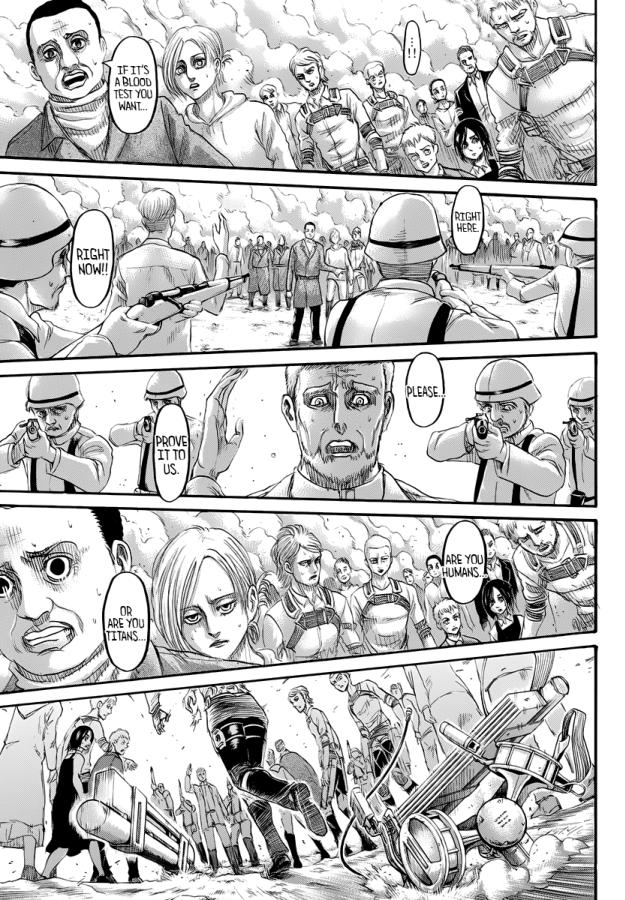 ...!!
IF IT'S
A BLOOD
TEST YOU
WANT...
RIGHT
HERE.
RIGHT
NOW!!
PLEASE...
PROVE
IT TO
US.
ARE YOU
HUMANS...
OR
ARE YOU
TITANS...